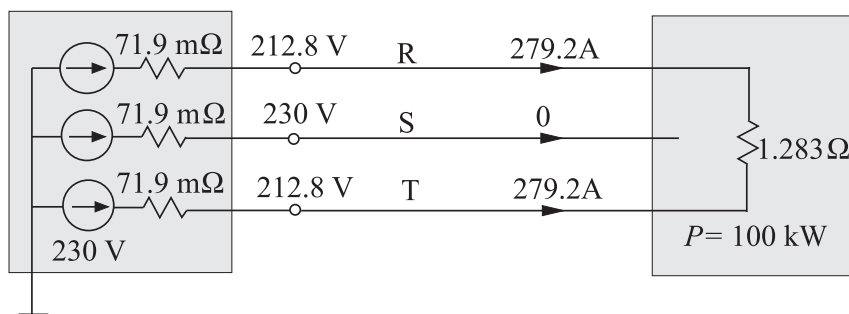 71.9 mΩ 212.8 V R 279.2A
71.9 mΩ 230 V S 0
1.283Ω
71.9 mΩ 212.8 V T 279.2A
230 V P= 100 kW